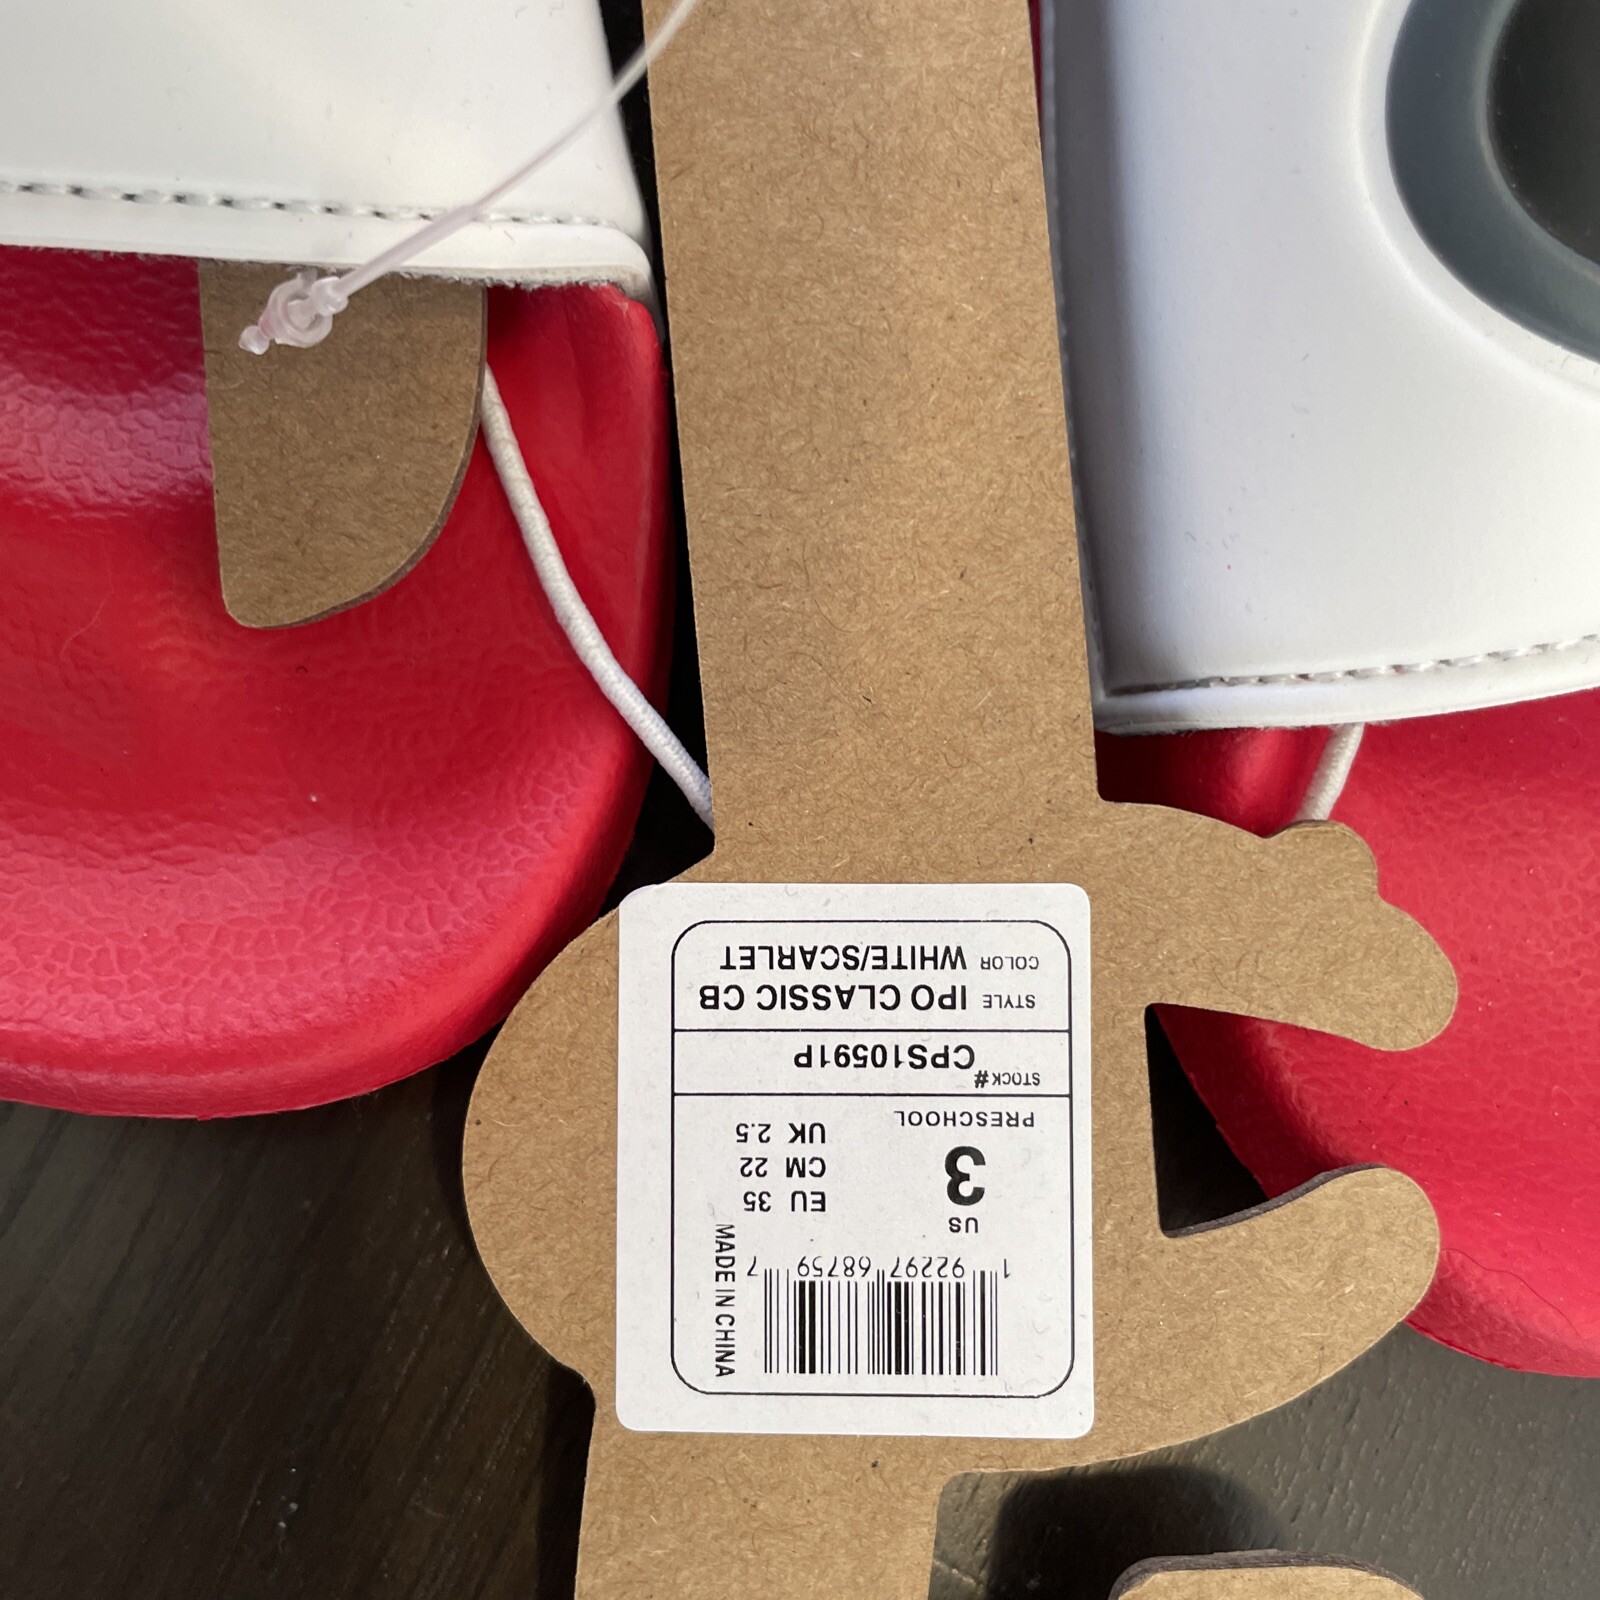 COLOR WHITE/SCARLET
STYLE IPO CLASSIC CB
STOCK# CPS10591P
PRESCHOOL
US 3
UK 2.5
CM 22
EU 35
1 92297 68759 7
MADE IN CHINA